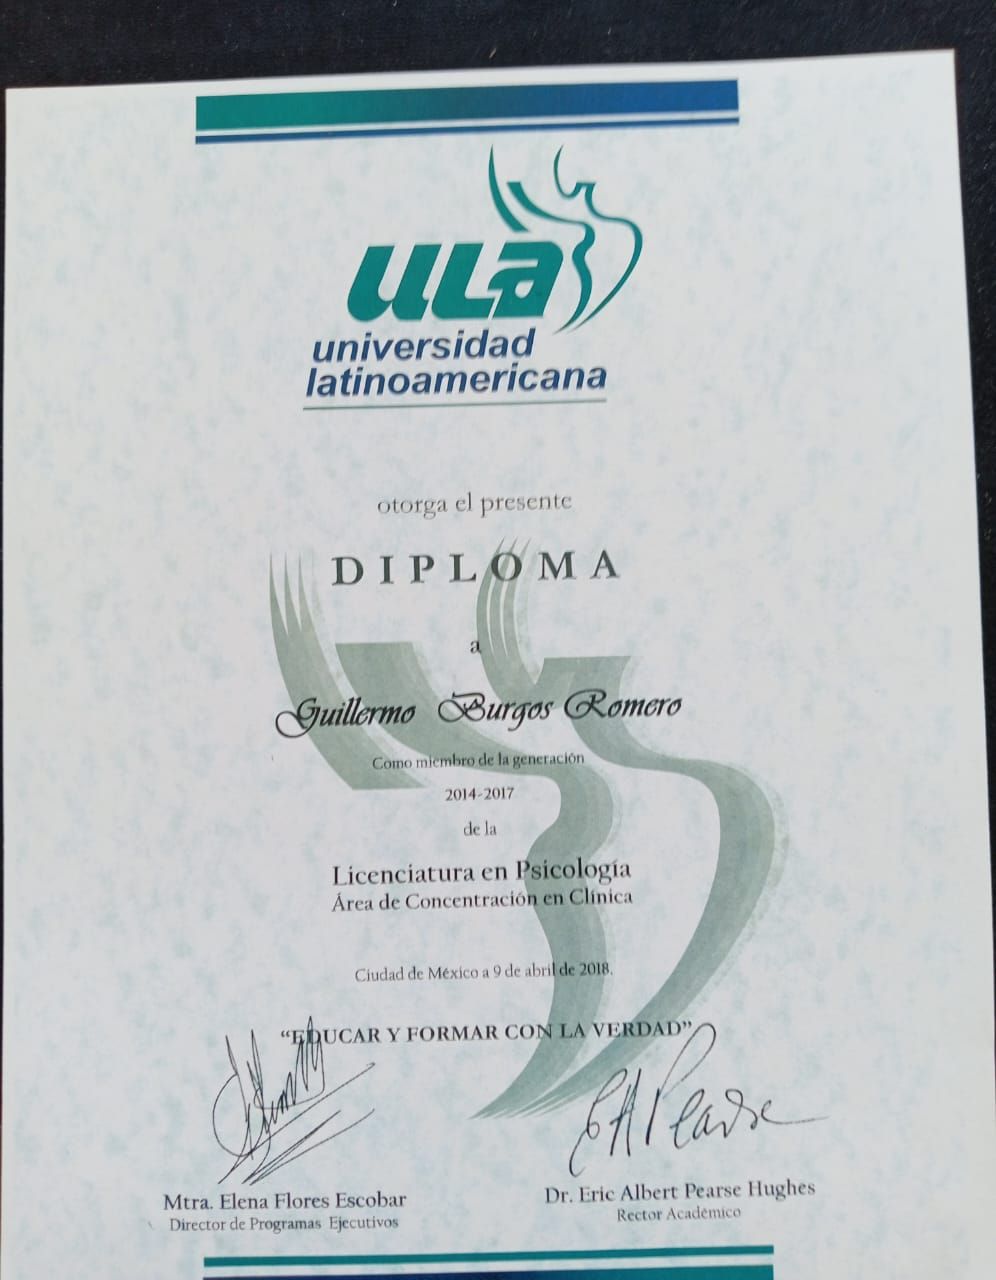 ULA
universidad
latinoamericana
otorga el presente
DIPLOMA
a
Guillermo Burgos Romero
Como miembro de la generación
2014-2017
de la
Licenciatura en Psicología
Área de Concentración en Clínica
Ciudad de México a 9 de abril de 2018.
“EDUCAR Y FORMAR CON LA VERDAD”
EA Pearse
Mtra. Elena Flores Escobar
Director de Programas Ejecutivos
Dr. Eric Albert Pearse Hughes
Rector Académico